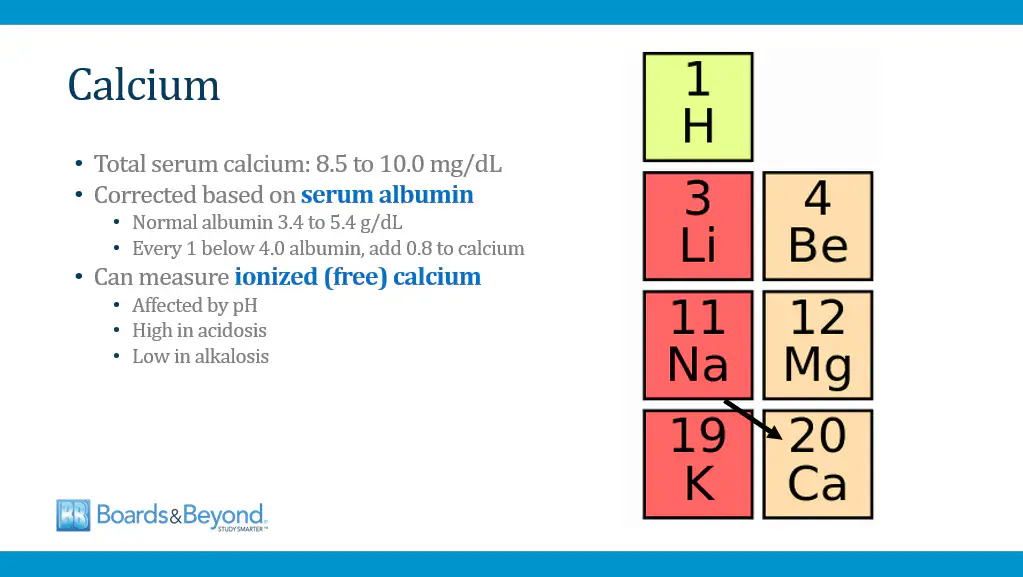 Calcium
• Total serum calcium: 8.5 to 10.0 mg/dL
• Corrected based on serum albumin
• Normal albumin 3.4 to 5.4 g/dL
• Every 1 below 4.0 albumin, add 0.8 to calcium
• Can measure ionized (free) calcium
• Affected by pH
• High in acidosis
• Low in alkalosis
1
H
3
Li
4
Be
11
Na
12
Mg
19
K
20
Ca
BB Boards&Beyond®
STUDY SMARTER™